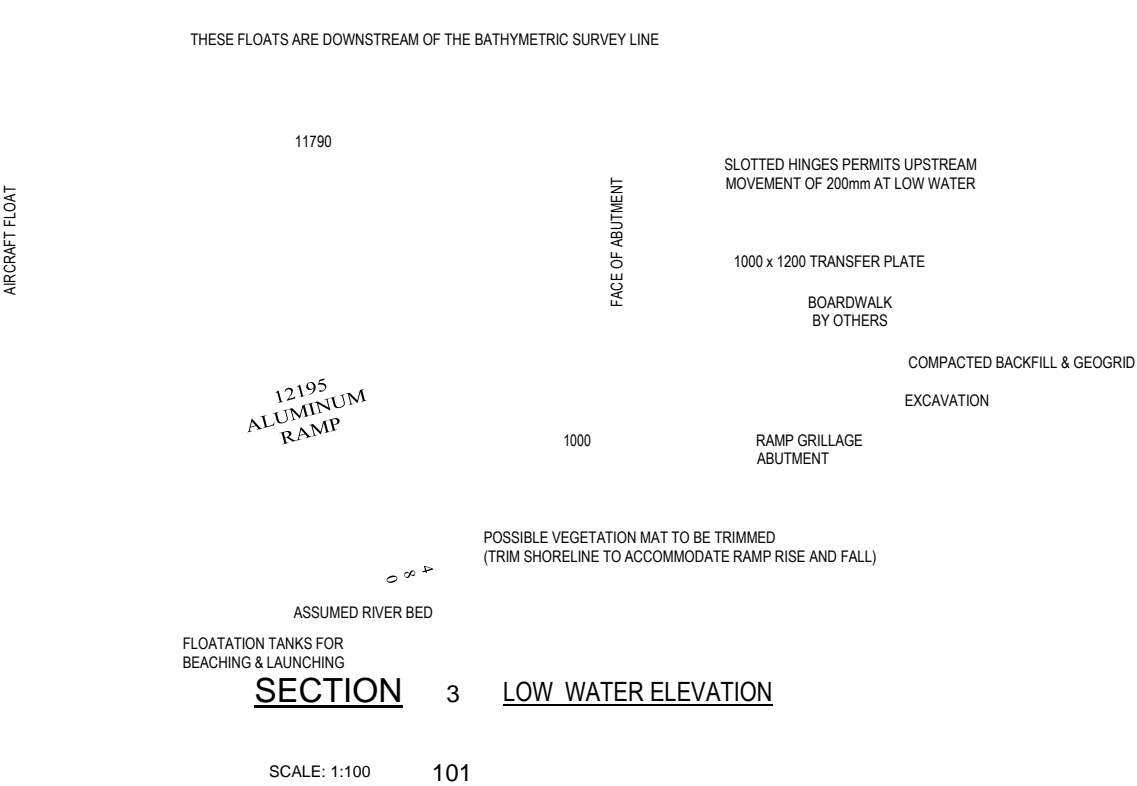 THESE FLOATS ARE DOWNSTREAM OF THE BATHYMETRIC SURVEY LINE
11790
SLOTTED HINGES PERMITS UPSTREAM
MOVEMENT OF 200mm AT LOW WATER
AIRCRAFT FLOAT
FACE OF ABUTMENT
1000 x 1200 TRANSFER PLATE
BOARDWALK
BY OTHERS
COMPACTED BACKFILL & GEOGRID
EXCAVATION
12195
ALUMINUM
RAMP
1000
RAMP GRILLAGE
ABUTMENT
POSSIBLE VEGETATION MAT TO BE TRIMMED
(TRIM SHORELINE TO ACCOMMODATE RAMP RISE AND FALL)
480
ASSUMED RIVER BED
FLOATATION TANKS FOR
BEACHING & LAUNCHING
SECTION 3 LOW WATER ELEVATION
SCALE: 1:100 101